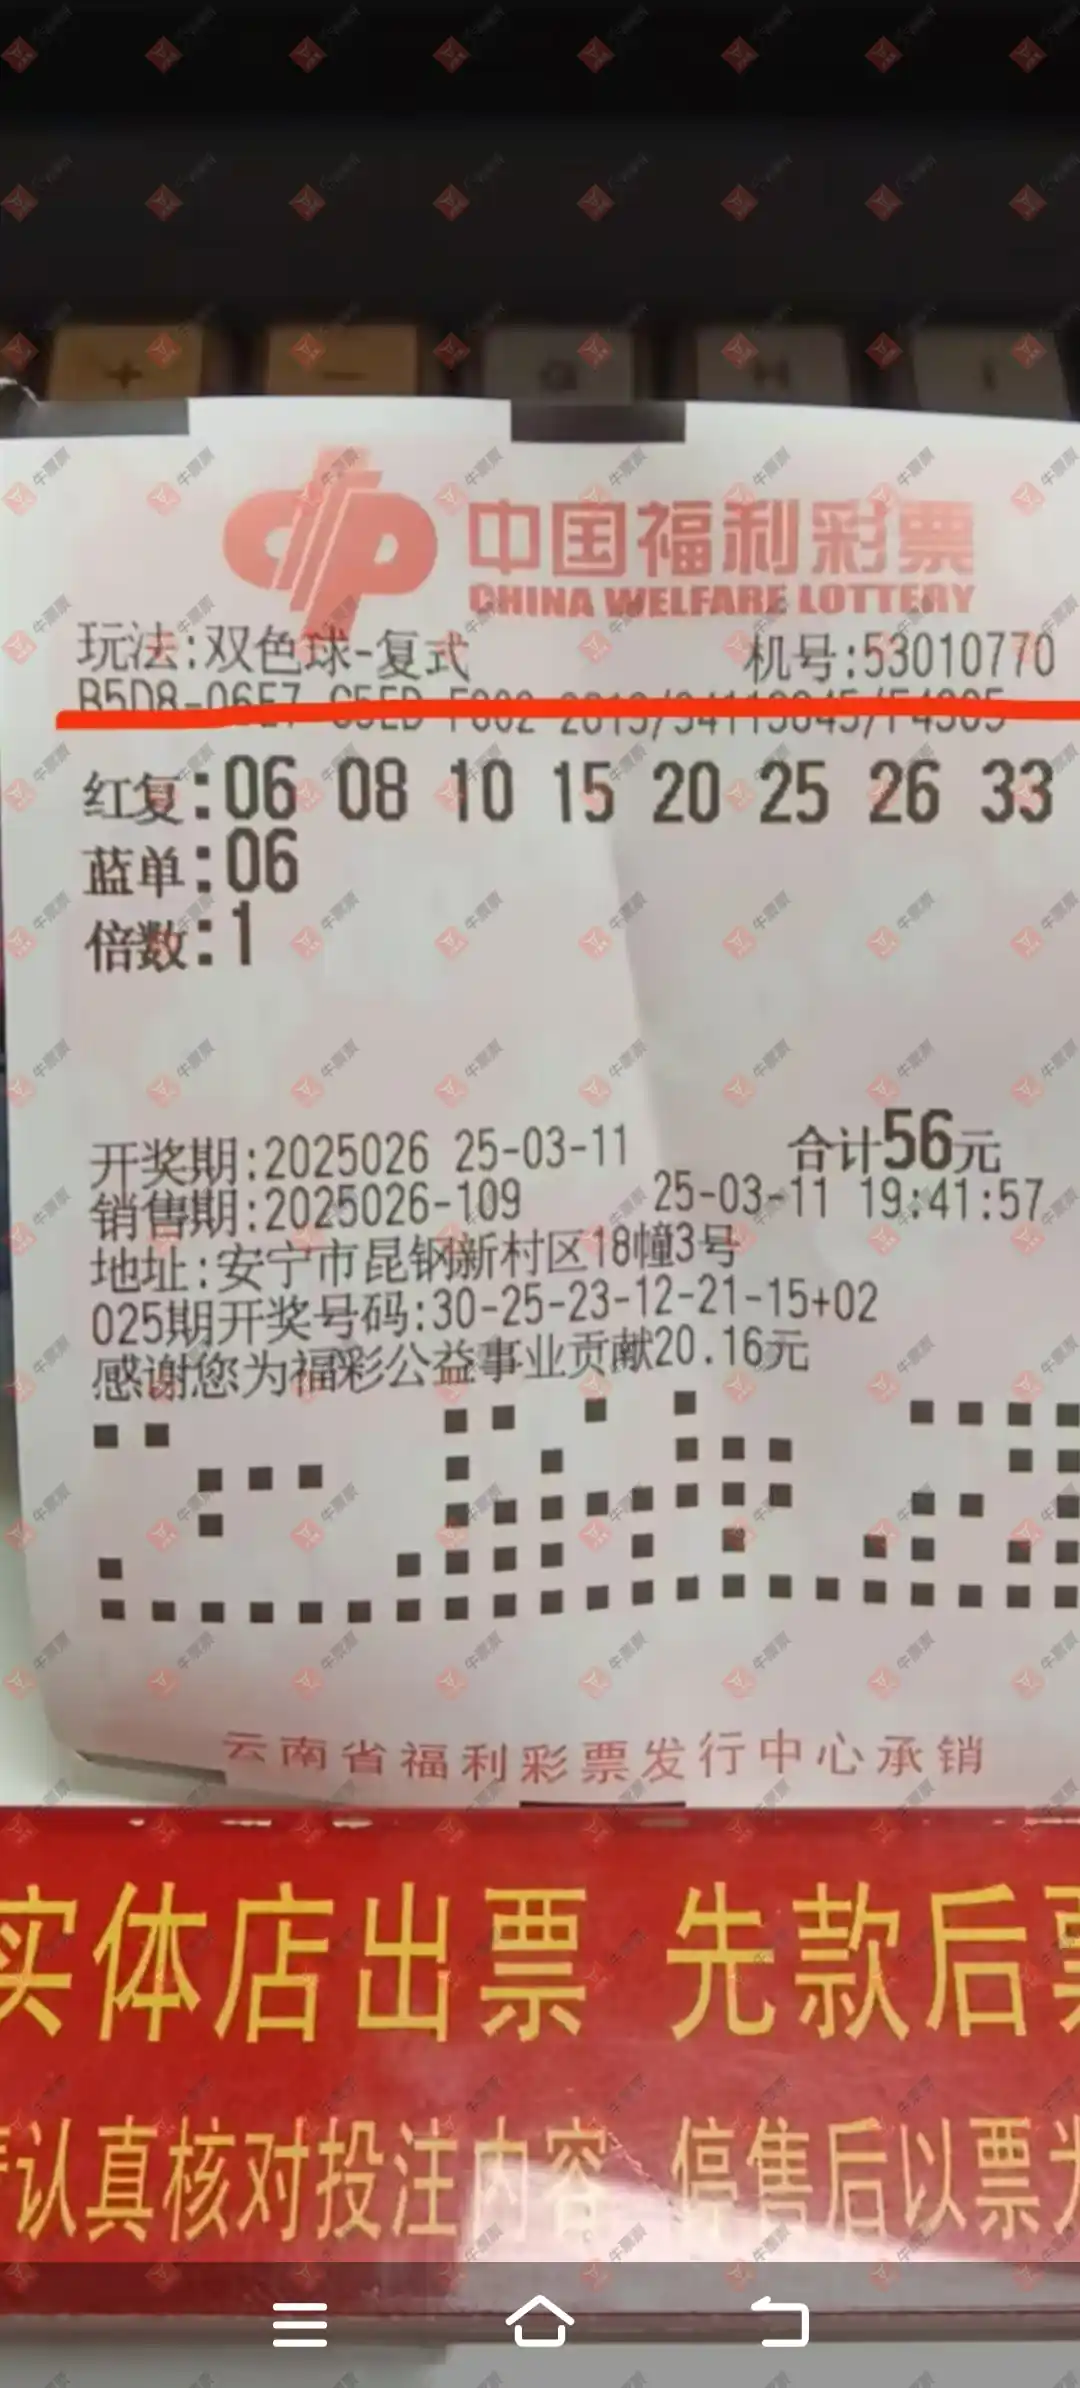 中国福利彩票
CHINA WELFARE LOTTERY
玩法:双色球-复式 机号:53010770
红复:06 08 10 15 20 25 26 33
蓝单:06
倍数:1
开奖期:2025026 25-03-11 合计56元
销售期:2025026-109 25-03-11 19:41:57
地址:安宁市昆钢新村区18幢3号
025期开奖号码:30-25-23-12-21-15+02
感谢您为福彩公益事业贡献20.16元
云南省福利彩票发行中心承销
实体店出票 先款后票
认真核对投注内容 停售后以票为
牛票票